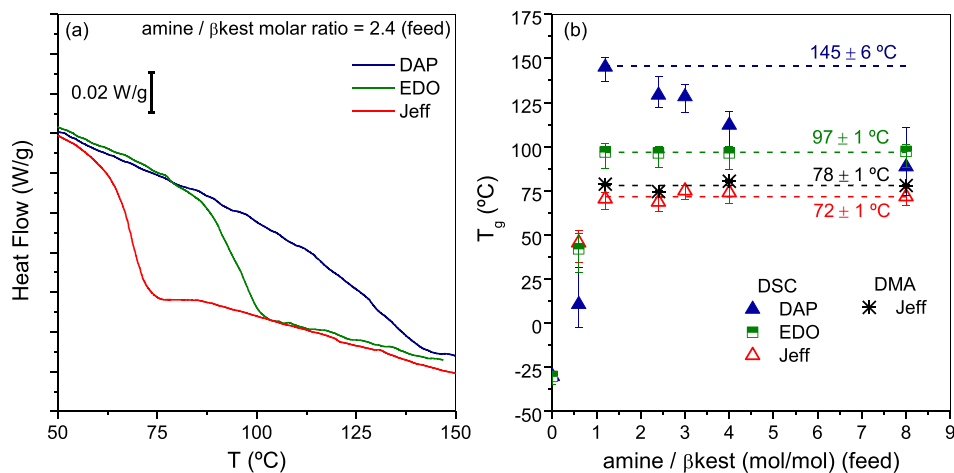 (a)
amine / βkest molar ratio = 2.4 (feed)
DAP
EDO
Jeff
0.02 W/g
Heat Flow (W/g)
50
75
100
125
150
T (ºC)
(b)
175
150
125
100
75
50
25
0
-25
-50
T_g (ºC)
145 ± 6 ºC
97 ± 1 ºC
78 ± 1 ºC
72 ± 1 ºC
DSC
DAP
EDO
Jeff
DMA
Jeff
0
1
2
3
4
5
6
7
8
9
amine / βkest (mol/mol) (feed)